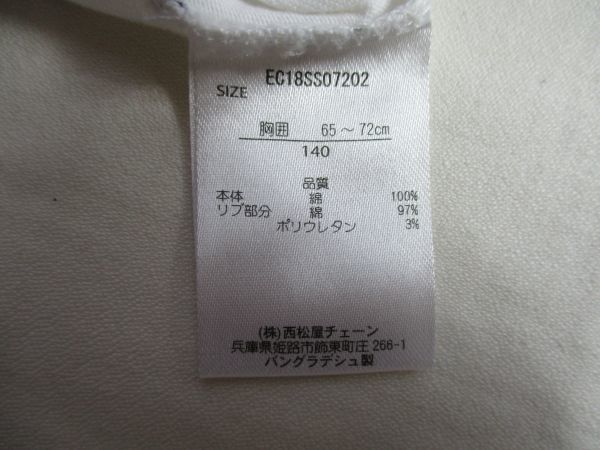 EC18SS07202
SIZE
胸囲 65～72cm
140
品質
本体 綿 100%
リブ部分 綿 97%
ポリウレタン 3%
(株)西松屋チェーン
兵庫県姫路市飾東町庄 266-1
バングラデシュ製